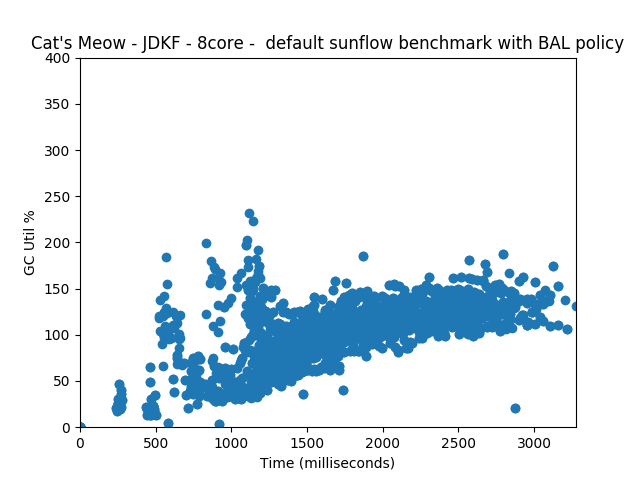 Cat's Meow - JDKF - 8core -  default sunflow benchmark with BAL policy
400
350
300
250
200
150
100
50
0
GC Util %
0 500 1000 1500 2000 2500 3000
Time (milliseconds)